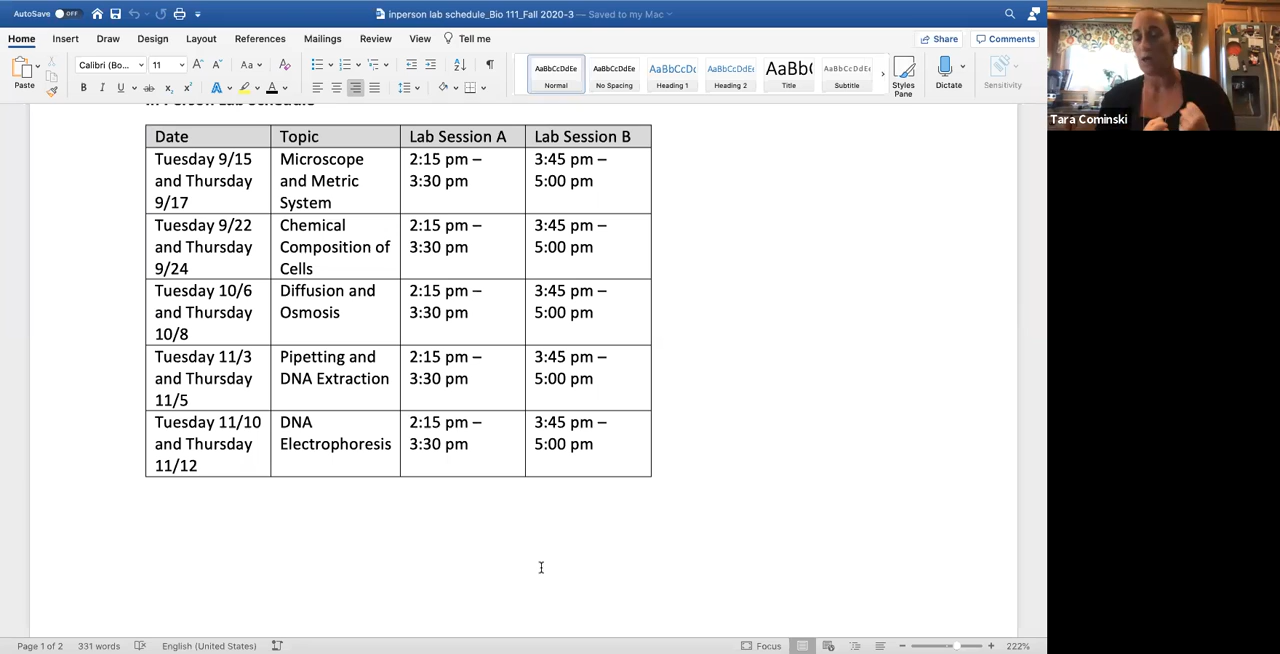 AutoSave OFF
inperson lab schedule_Bio 111_Fall 2020-3 — Saved to my Mac
Home Insert Draw Design Layout References Mailings Review View Tell me Share Comments
Paste
Calibri (Bo... 11
AaBbCcDdEe
Normal
AaBbCcDdEe
No Spacing
AaBbCcDc
Heading 1
AaBbCcDdEe
Heading 2
AaBb(
Title
AaBbCcDdEe
Subtitle
Styles
Pane
Dictate
Sensitivity
Tara Cominski
In Person Lab Schedule
Date Topic Lab Session A Lab Session B
Tuesday 9/15 Microscope 2:15 pm – 3:45 pm –
and Thursday and Metric 3:30 pm 5:00 pm
9/17 System
Tuesday 9/22 Chemical 2:15 pm – 3:45 pm –
and Thursday Composition of 3:30 pm 5:00 pm
9/24 Cells
Tuesday 10/6 Diffusion and 2:15 pm – 3:45 pm –
and Thursday Osmosis 3:30 pm 5:00 pm
10/8
Tuesday 11/3 Pipetting and 2:15 pm – 3:45 pm –
and Thursday DNA Extraction 3:30 pm 5:00 pm
11/5
Tuesday 11/10 DNA 2:15 pm – 3:45 pm –
and Thursday Electrophoresis 3:30 pm 5:00 pm
11/12
Page 1 of 2 331 words English (United States) Focus 222%